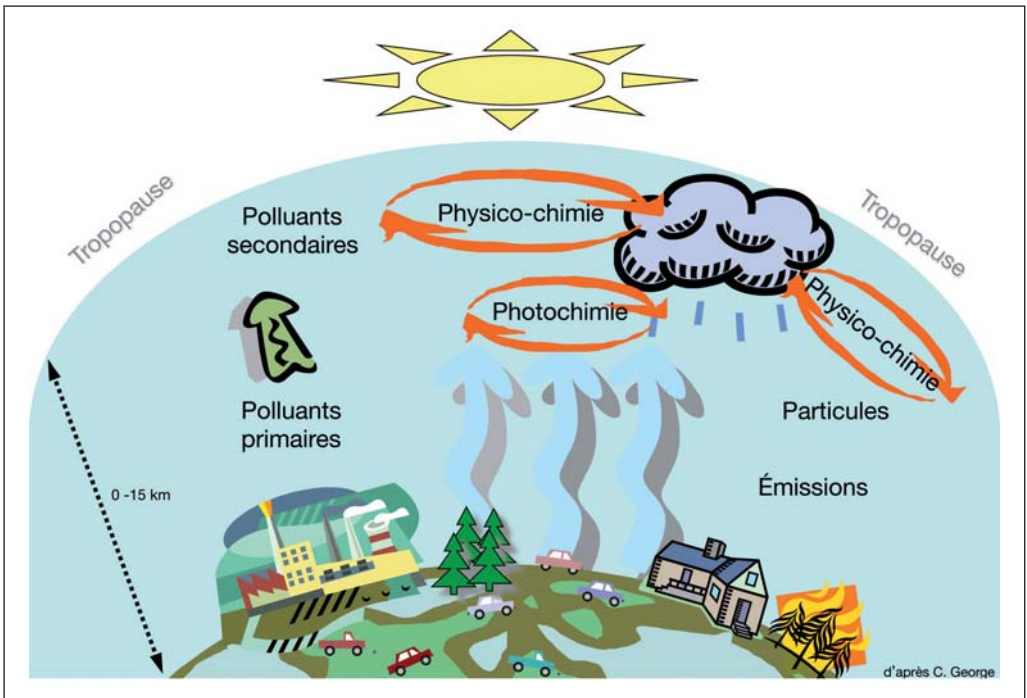 Tropopause
Tropopause
Polluants
secondaires
Physico-chimie
Physico-chimie
Photochimie
Polluants
primaires
Particules
Émissions
0 -15 km
d'après C. George